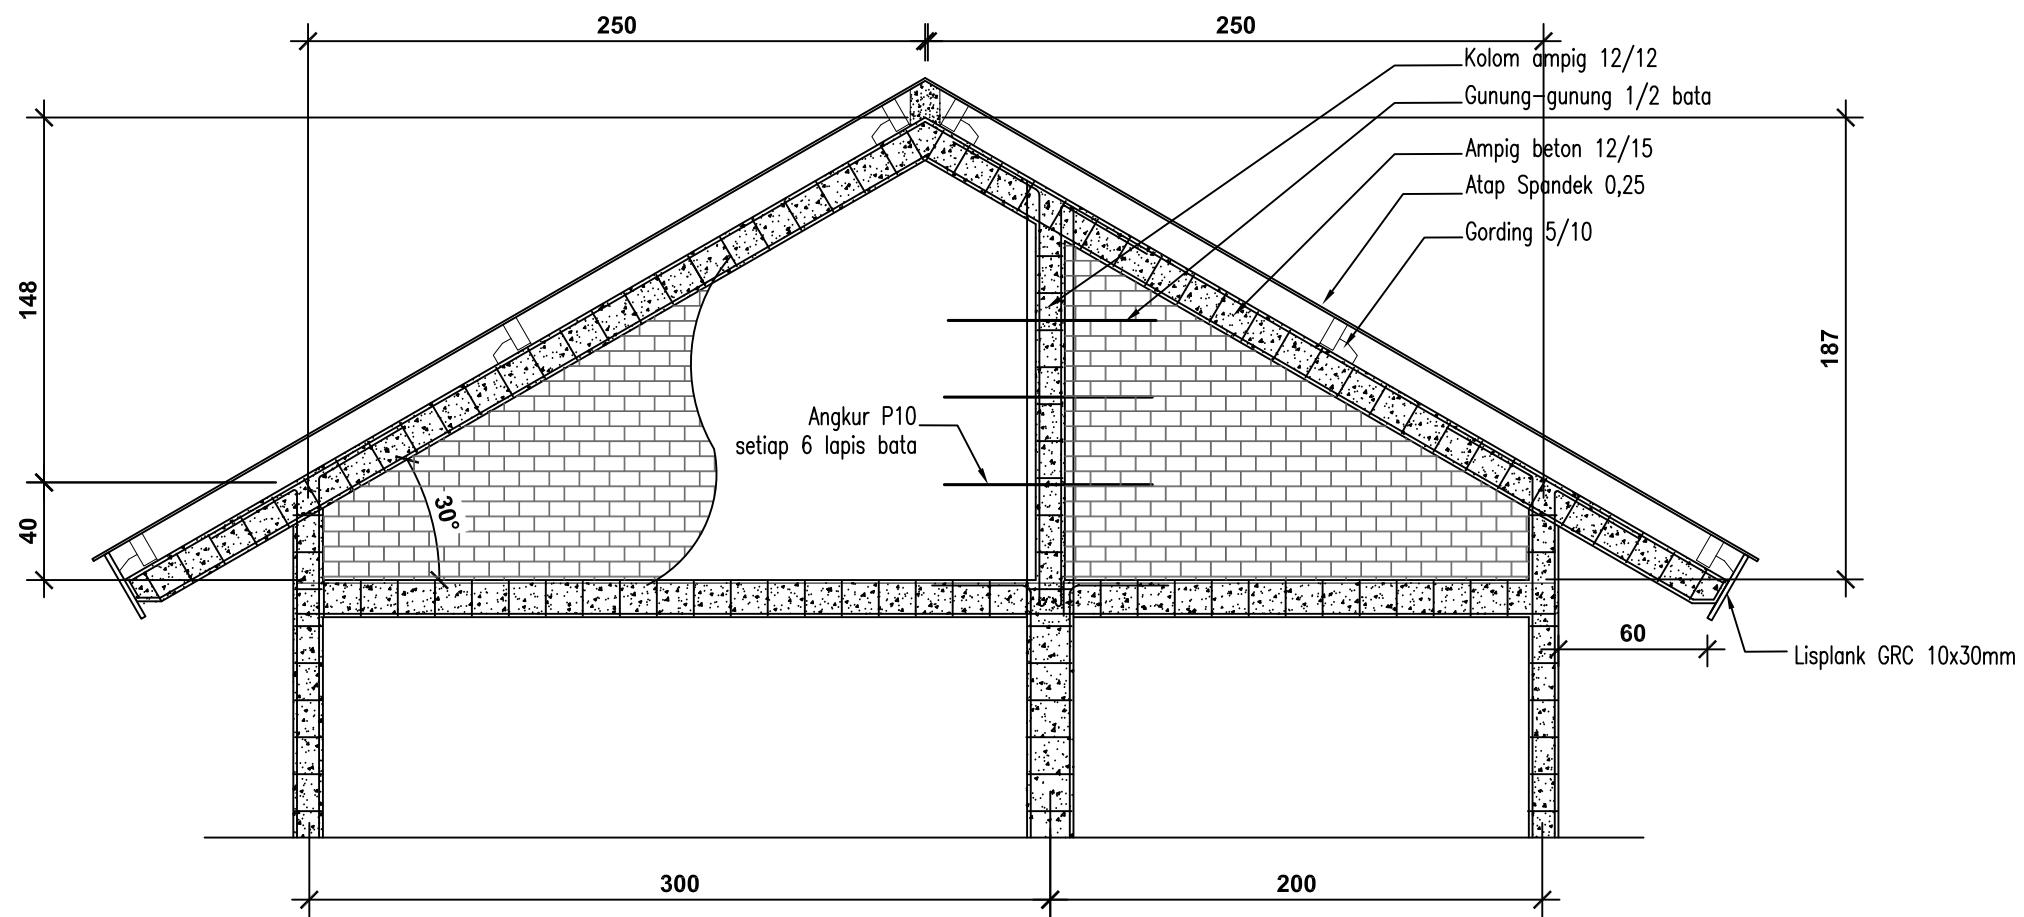 250
250
Kolom ampig 12/12
Gunung-gunung 1/2 bata
Ampig beton 12/15
Atap Spandek 0,25
Gording 5/10
148
187
Angkur P10
setiap 6 lapis bata
30°
40
60
Lisplank GRC 10x30mm
300
200